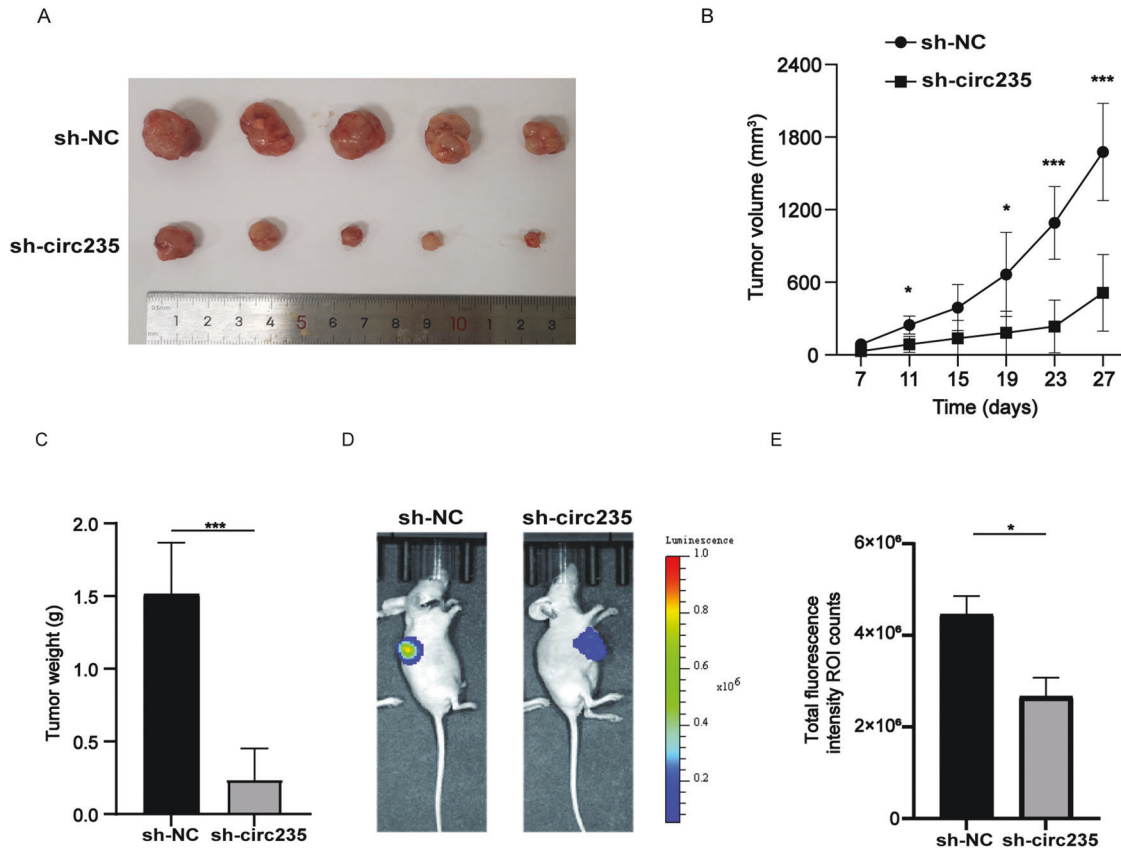 A
sh-NC
sh-circ235
0.5mm
mm
1 2 3 4 5 6 7 8 9 10 1 2 3
B
sh-NC
sh-circ235
Tumor volume (mm³)
2400
1800
1200
600
0
*
*
***
***
7 11 15 19 23 27
Time (days)
C
Tumor weight (g)
2.0
1.5
1.0
0.5
0.0
***
sh-NC sh-circ235
D
sh-NC sh-circ235
Luminescence
1.0
0.8
0.6
x10⁶
0.4
0.2
E
Total fluorescence
intensity ROI counts
6×10⁶
4×10⁶
2×10⁶
0
*
sh-NC sh-circ235